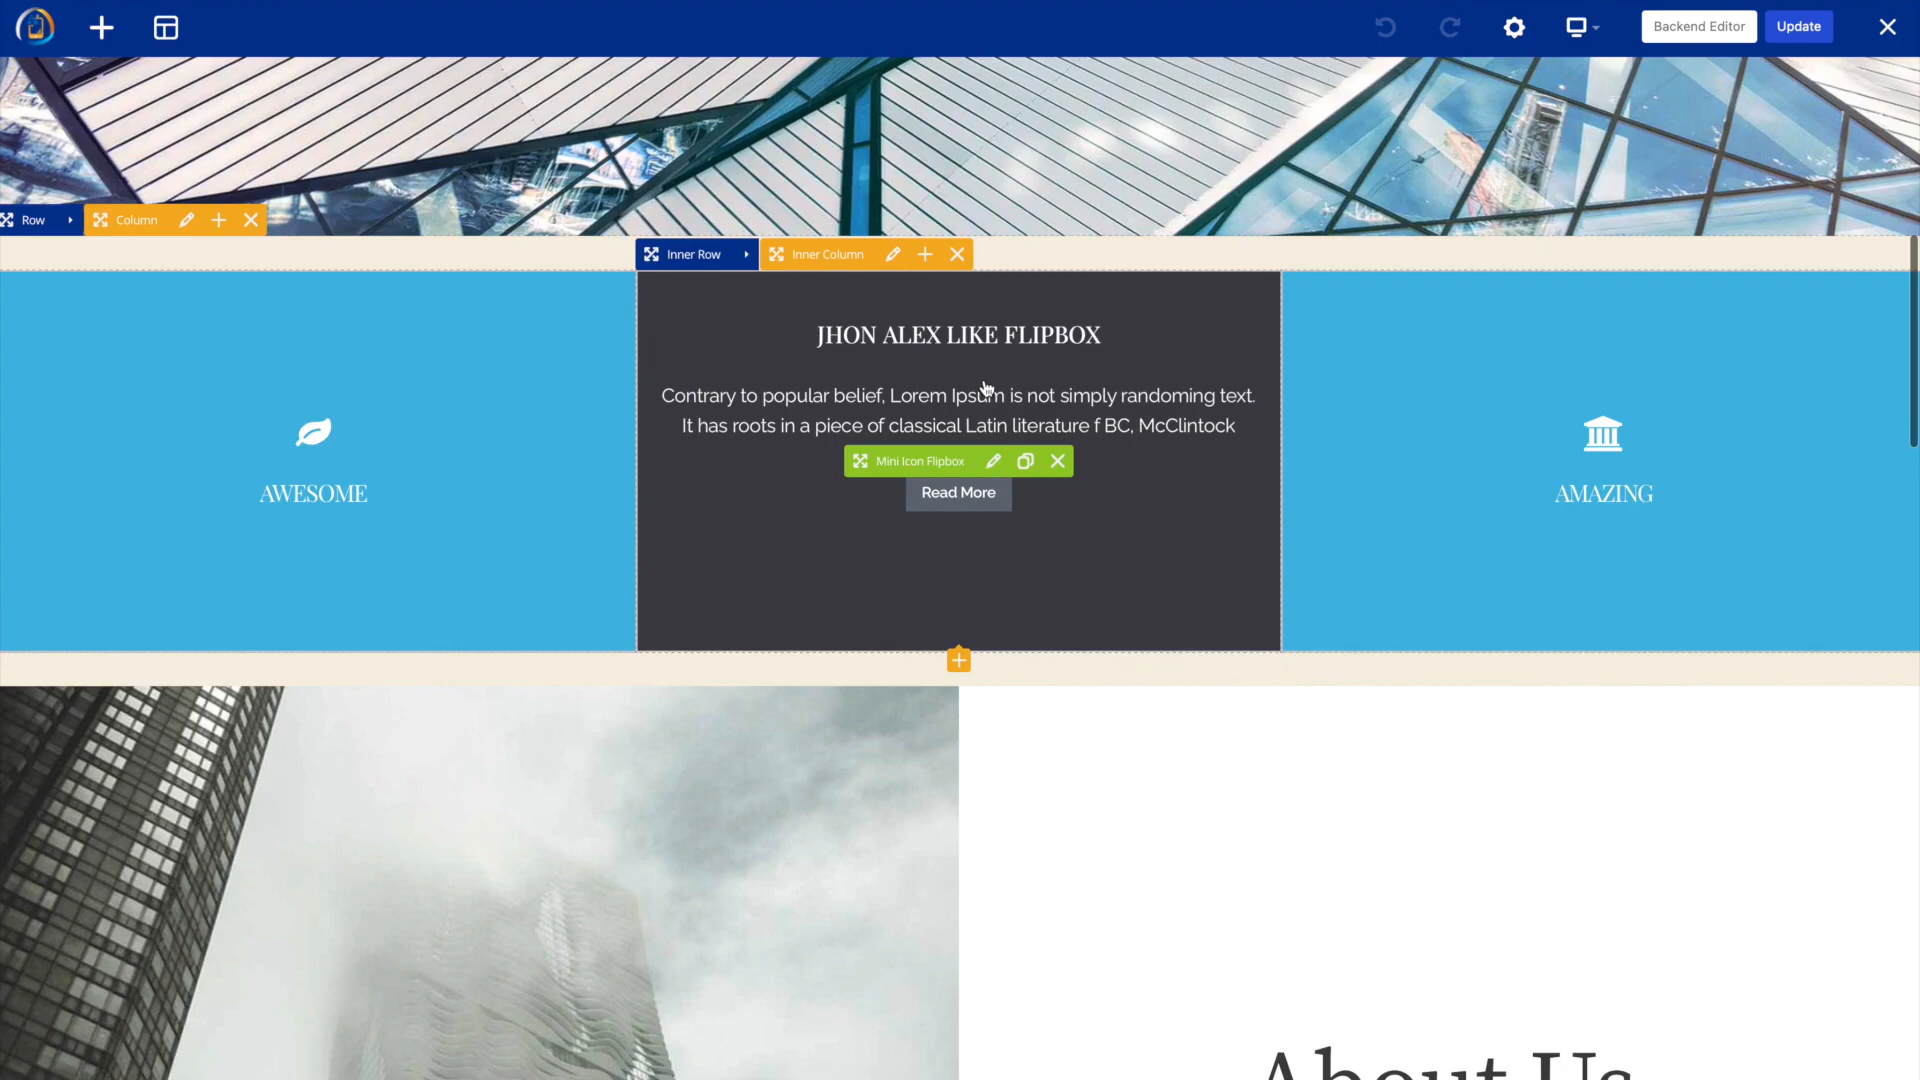 Backend Editor
Update
Row
Column
Inner Row
Inner Column
JHON ALEX LIKE FLIPBOX
Contrary to popular belief, Lorem Ipsum is not simply randoming text.
It has roots in a piece of classical Latin literature f BC, McClintock
Mini Icon Flipbox
Read More
AWESOME
AMAZING
About Us